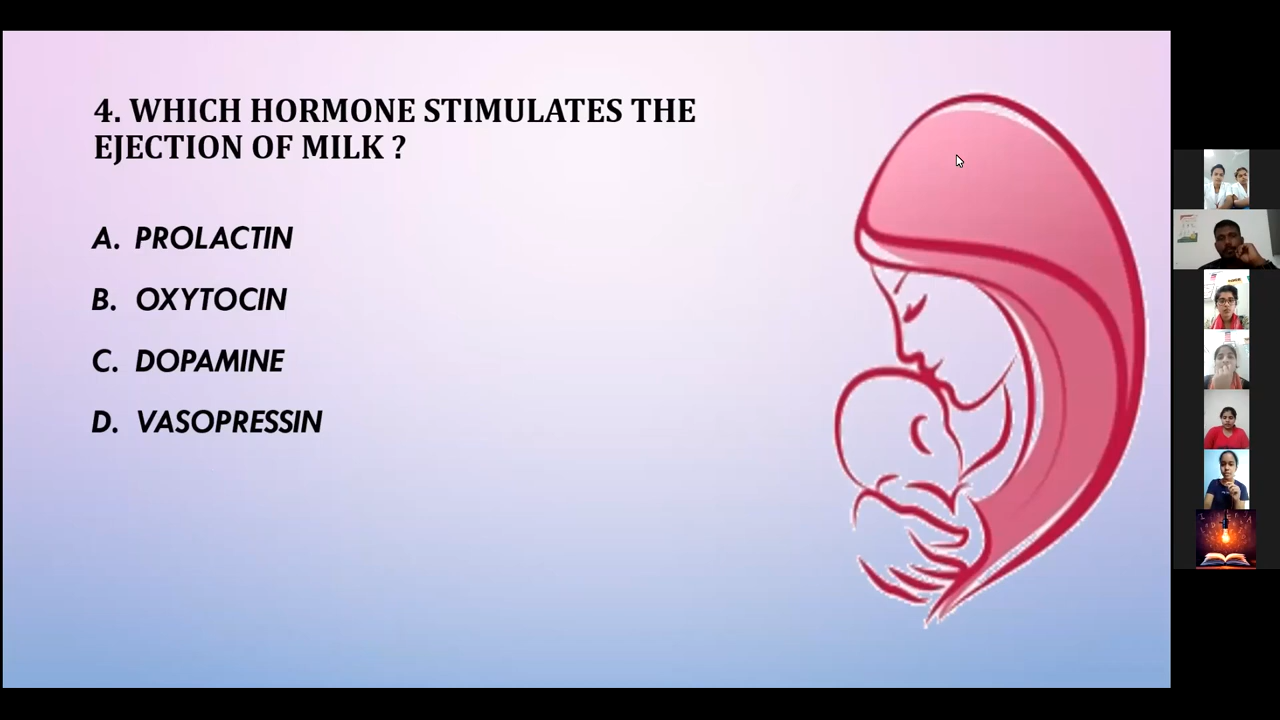 4. WHICH HORMONE STIMULATES THE
EJECTION OF MILK ?
A. PROLACTIN
B. OXYTOCIN
C. DOPAMINE
D. VASOPRESSIN